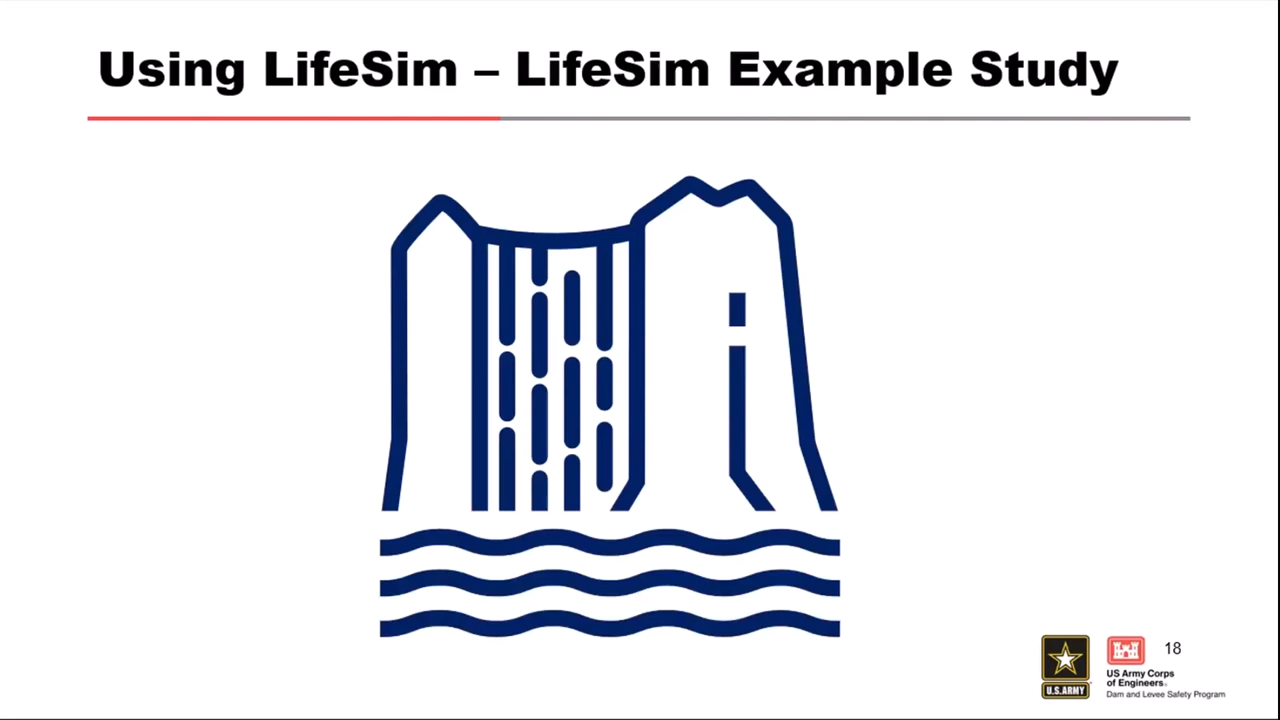 Using LifeSim – LifeSim Example Study
18
U.S.ARMY
US Army Corps
of Engineers®
Dam and Levee Safety Program